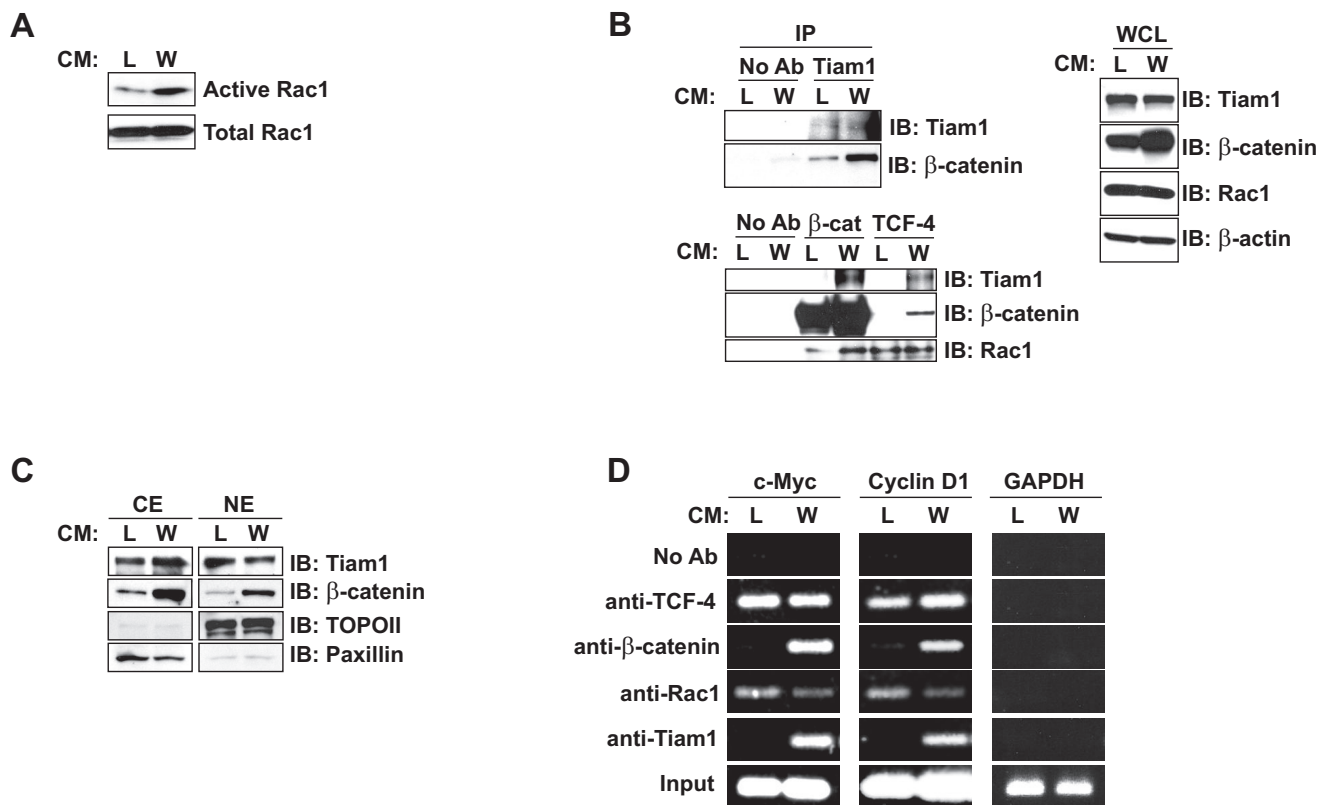 A
CM: L W
Active Rac1
Total Rac1
B
IP
No Ab Tiam1
CM: L W L W
IB: Tiam1
IB: β-catenin
No Ab β-cat TCF-4
CM: L W L W L W
IB: Tiam1
IB: β-catenin
IB: Rac1
WCL
CM: L W
IB: Tiam1
IB: β-catenin
IB: Rac1
IB: β-actin
C
CE NE
CM: L W L W
IB: Tiam1
IB: β-catenin
IB: TOPOII
IB: Paxillin
D
c-Myc Cyclin D1 GAPDH
CM: L W L W L W
No Ab
anti-TCF-4
anti-β-catenin
anti-Rac1
anti-Tiam1
Input